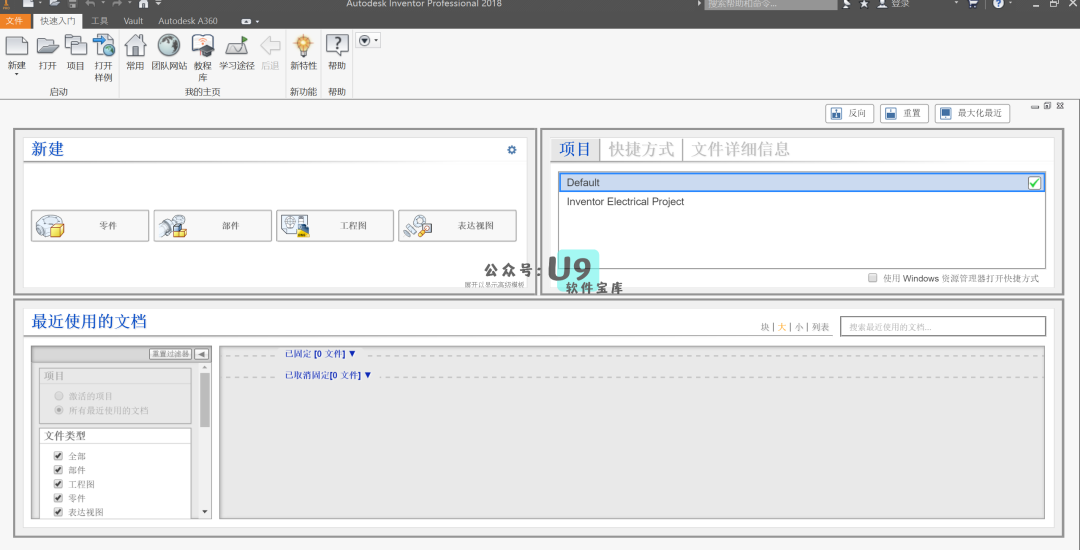 Autodesk Inventor Professional 2018
搜索帮助和命令...
登录
文件 快速入门 工具 Vault Autodesk A360
新建 打开 项目 打开样例 常用 团队网站 教程库 学习途径 后退 新特性 帮助
启动 我的主页 新功能 帮助
反向 重置 最大化最近
新建
零件 部件 工程图 表达视图
展开以显示高级模板
项目 快捷方式 文件详细信息
Default
Inventor Electrical Project
使用 Windows 资源管理器打开快捷方式
公众号: U9
软件宝库
最近使用的文档
块 | 大 | 小 | 列表
搜索最近使用的文档...
重置过滤器
项目
激活的项目
所有最近使用的文档
文件类型
全部
部件
工程图
零件
表达视图
已固定 [0 文件] ▼
已取消固定[0 文件] ▼